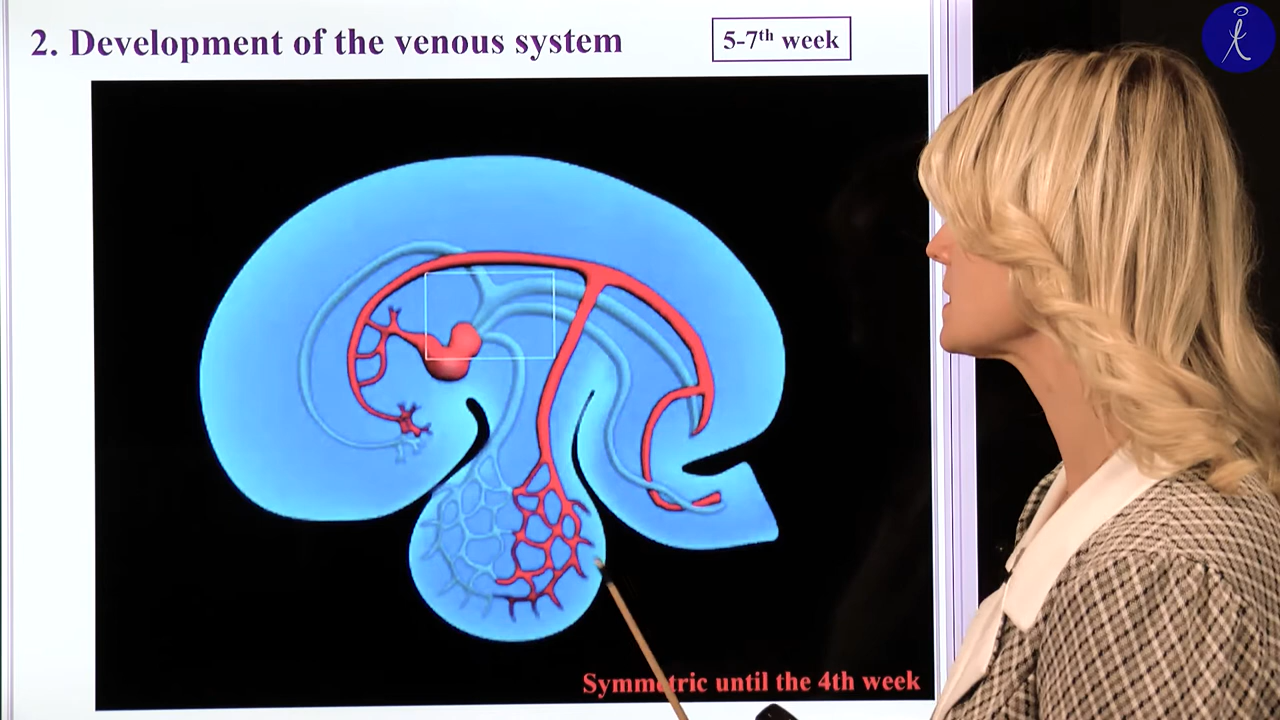 2. Development of the venous system
5-7th week
Symmetric until the 4th week